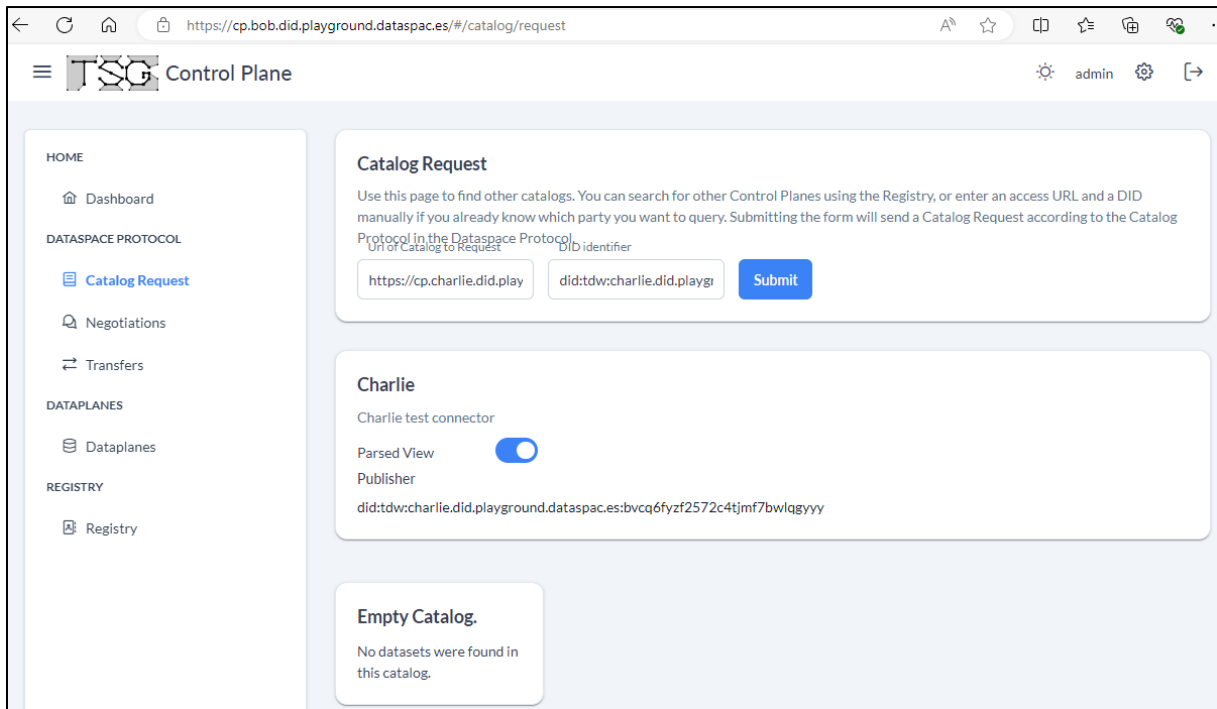 https://cp.bob.did.playground.dataspac.es/#/catalog/request
TSG Control Plane
admin
HOME
Dashboard
DATASPACE PROTOCOL
Catalog Request
Negotiations
Transfers
DATAPLANES
Dataplanes
REGISTRY
Registry
Catalog Request
Use this page to find other catalogs. You can search for other Control Planes using the Registry, or enter an access URL and a DID
manually if you already know which party you want to query. Submitting the form will send a Catalog Request according to the Catalog
Protocol in the Dataspace Protocol.
Url of Catalog to Request
DID identifier
https://cp.charlie.did.play
did:tdw:charlie.did.playgr
Submit
Charlie
Charlie test connector
Parsed View
Publisher
did:tdw:charlie.did.playground.dataspac.es:bvcq6fyzf2572c4tjmf7bwlqgyyy
Empty Catalog.
No datasets were found in
this catalog.